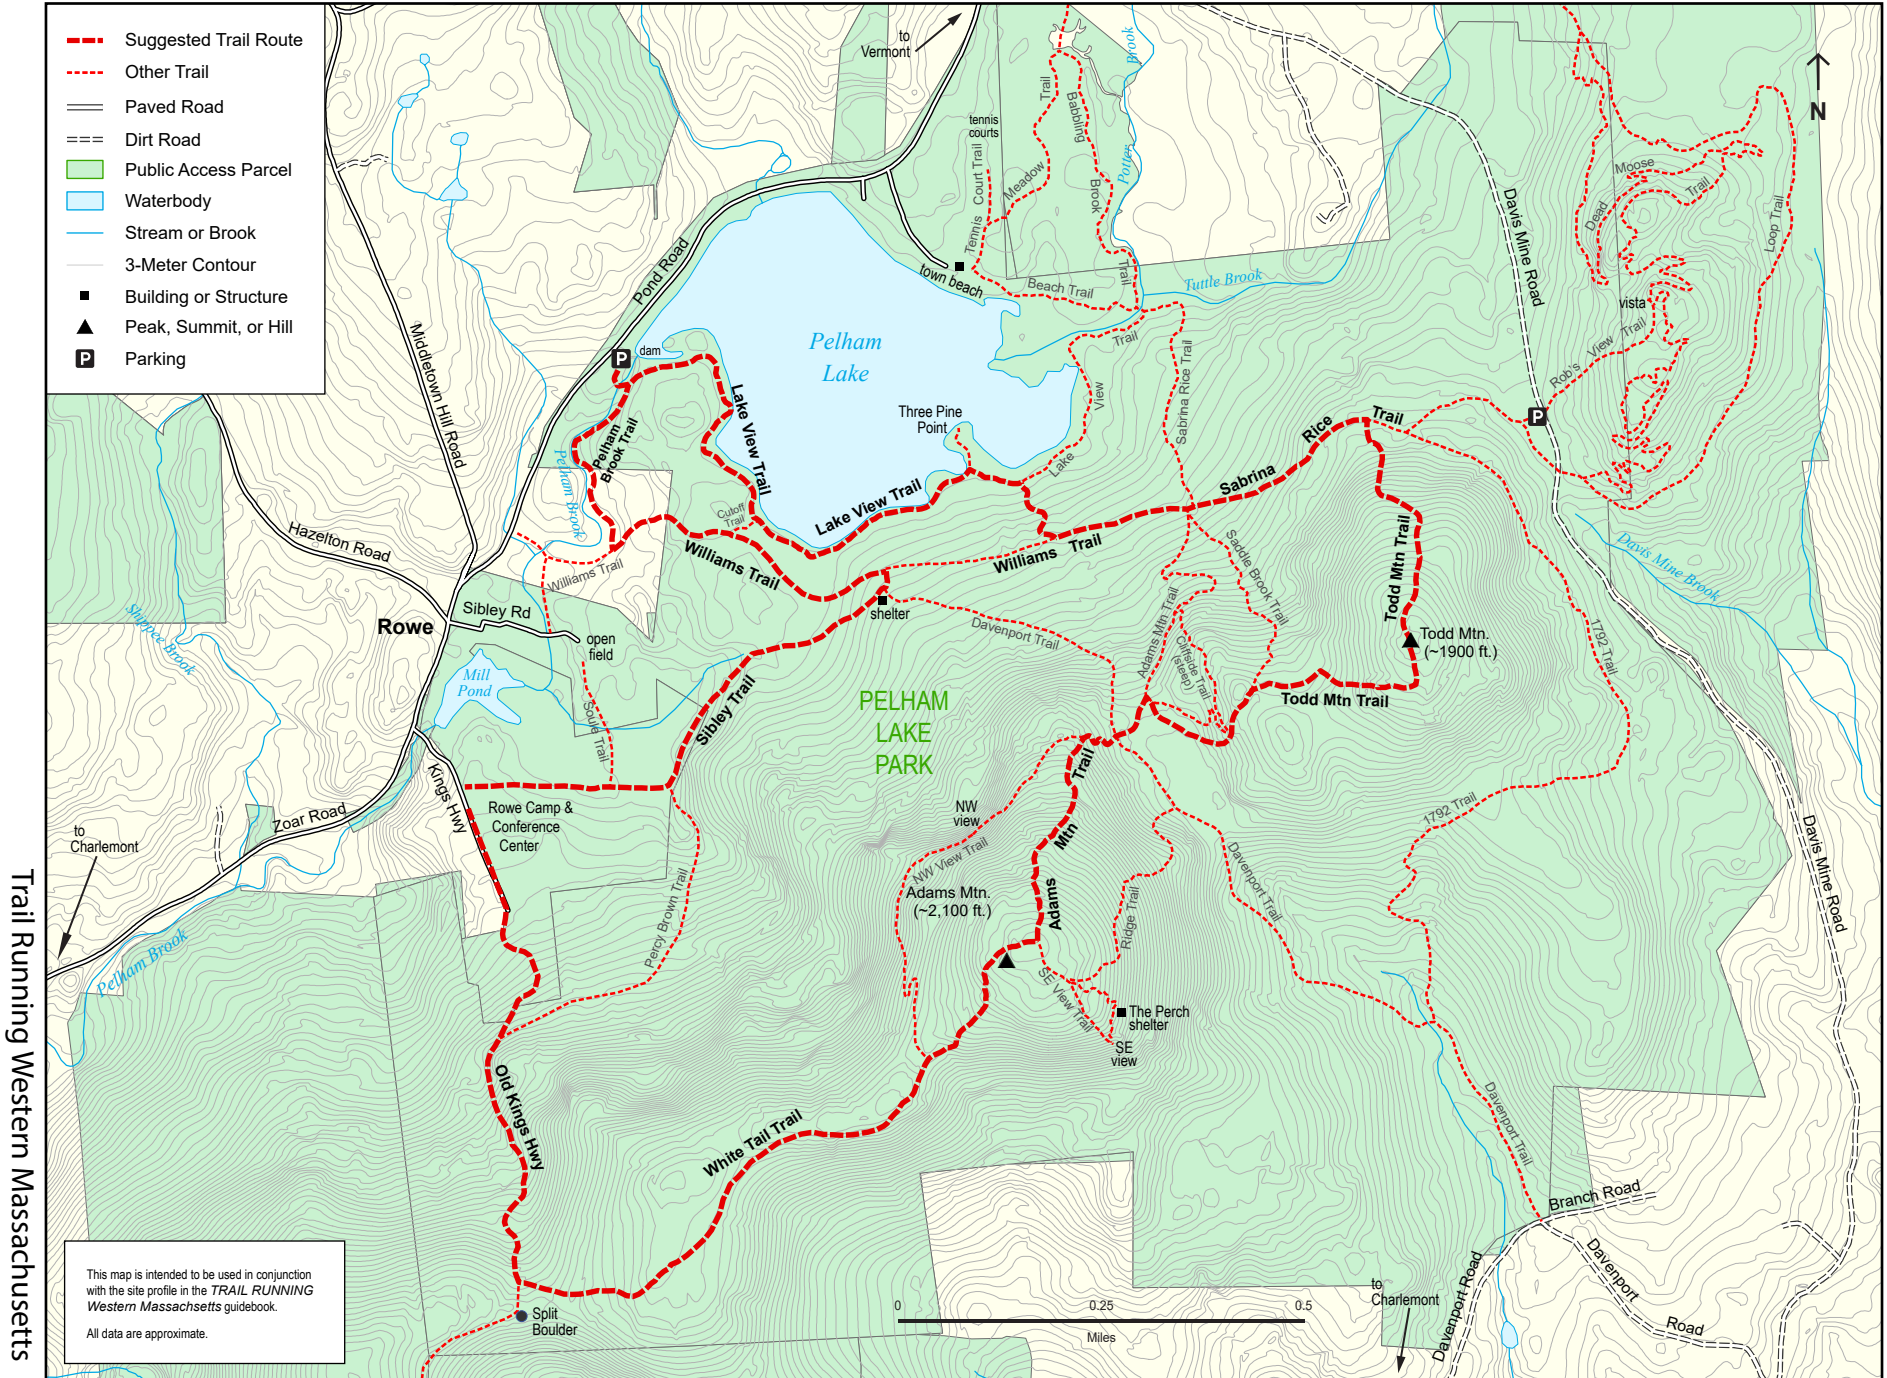 Suggested Trail Route
Other Trail
Paved Road
Dirt Road
Public Access Parcel
Waterbody
Stream or Brook
3-Meter Contour
Building or Structure
Peak, Summit, or Hill
P Parking
to
Vermont
N
tennis
courts
Tennis Court Trail
Meadow
Trail
Babbling
Brook
Trail
Potter
Brook
town beach
Beach Trail
Tuttle Brook
Pond Road
Middletown Hill Road
Davis Mine Road
Moose
Dead
Trail
Loop Trail
vista
Rob's View Trail
P
dam
Pelham
Lake
P
Three Pine
Point
Lake
View
Trail
Sabrina Rice Trail
Lake View Trail
Pelham
Brook Trail
Pelham Brook
Cutoff
Trail
Lake View Trail
Sabrina
Rice
Trail
Williams Trail
Williams Trail
Williams Trail
Hazelton Road
Sibley Rd
Rowe
open
field
shelter
Davenport Trail
Saddle Brook Trail
Adams Mtn Trail
Cliffside Trail
(steep)
Todd Mtn Trail
Todd Mtn.
(~1900 ft.)
Todd Mtn Trail
1792 Trail
Davis Mine Brook
Shippee Brook
Mill
Pond
Soule Trail
Sibley Trail
PELHAM
LAKE
PARK
Kings Hwy
Rowe Camp &
Conference
Center
Zoar Road
to
Charlemont
Pelham Brook
Percy Brown Trail
NW
view
NW View Trail
Adams Mtn.
(~2,100 ft.)
Adams
Mtn
Trail
Ridge Trail
SE View Trail
The Perch
shelter
SE
view
Davenport Trail
1792 Trail
Davis Mine Road
Old Kings Hwy
White Tail Trail
Davenport Trail
Branch Road
Davenport
Road
Davenport Road
to
Charlemont
Split
Boulder
0 0.25 0.5
Miles
This map is intended to be used in conjunction
with the site profile in the TRAIL RUNNING
Western Massachsetts guidebook.
All data are approximate.
Trail Running Western Massachusetts